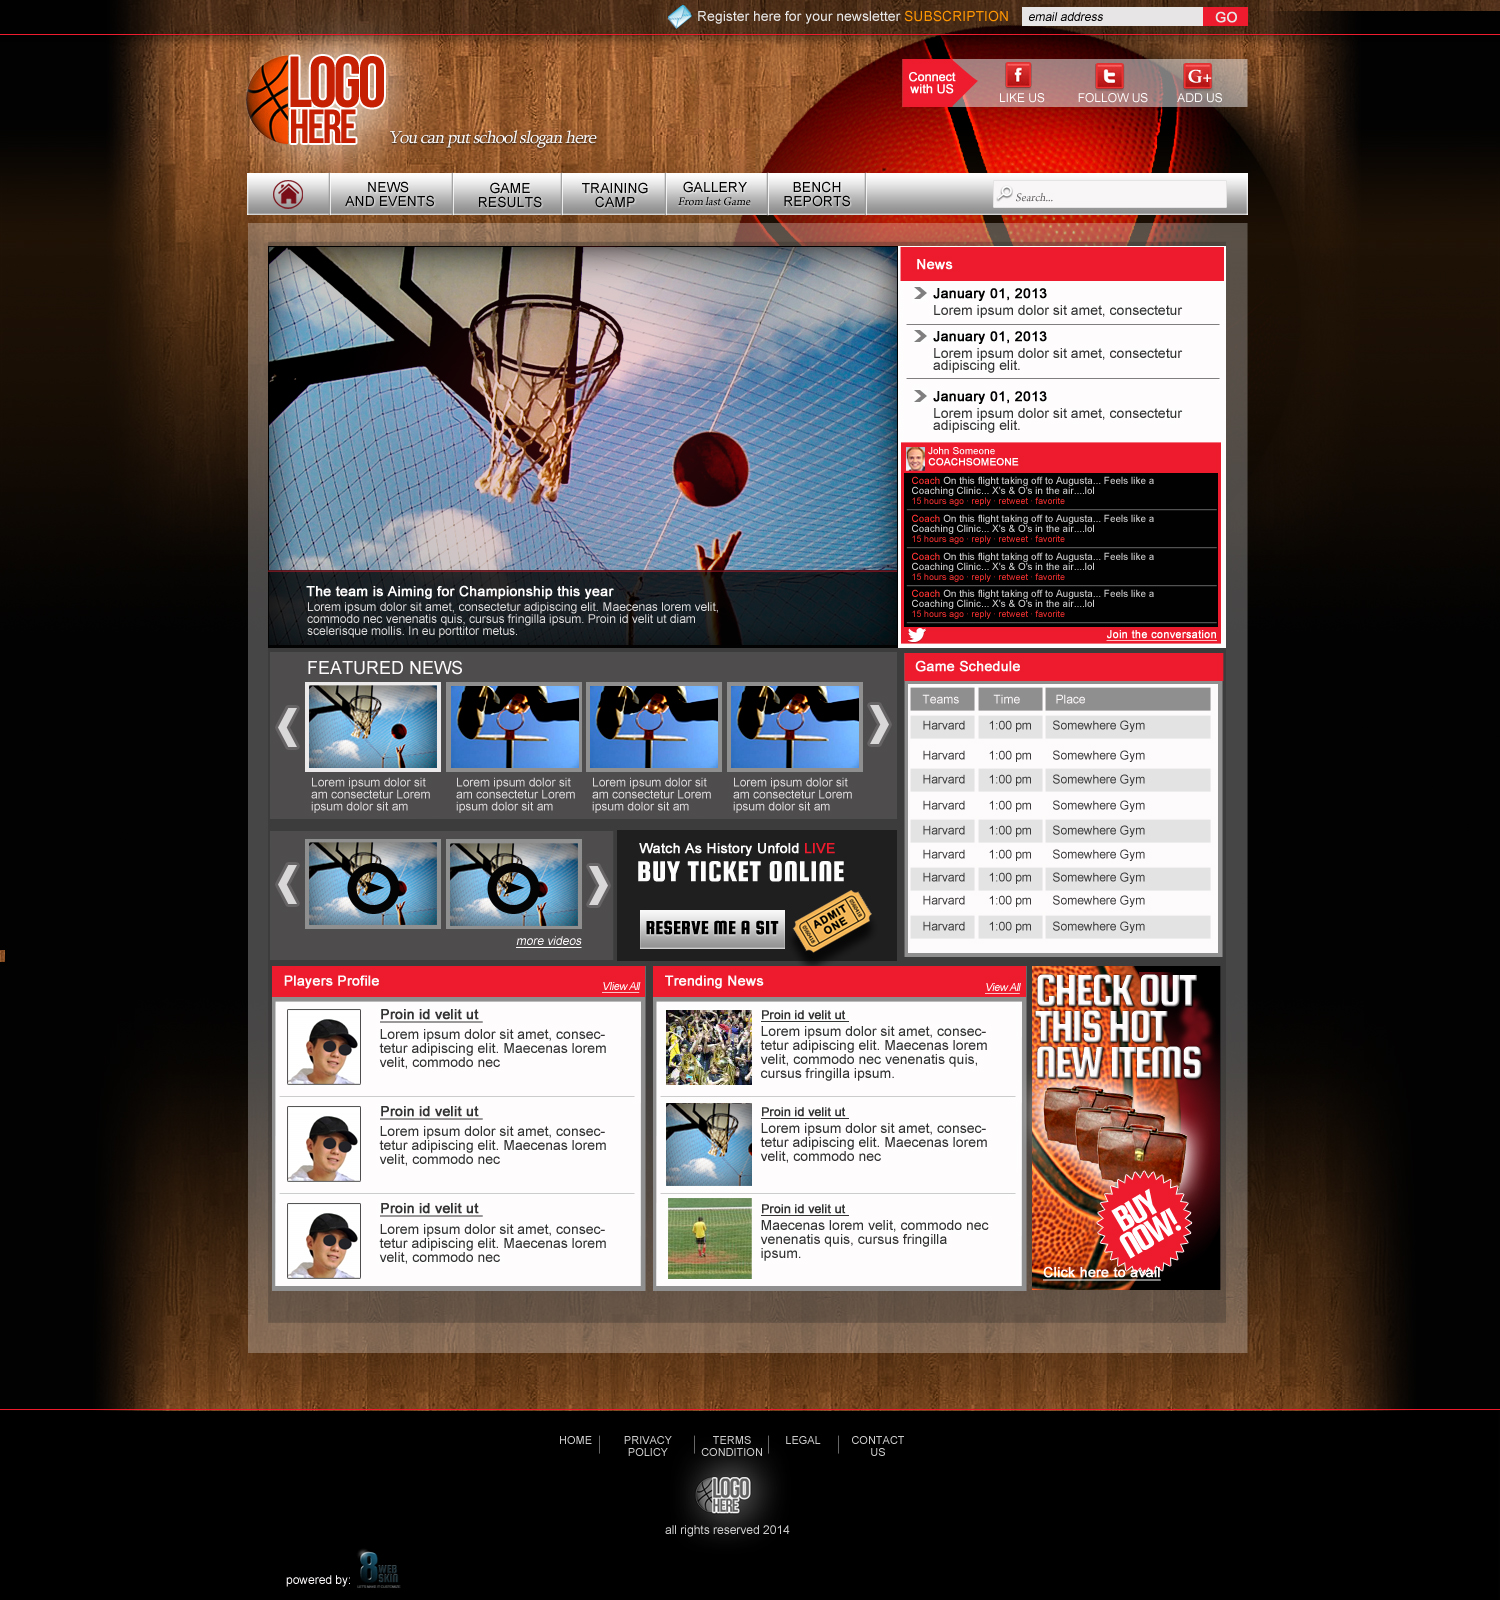 Register here for your newsletter SUBSCRIPTION
email address
GO
LOGO
HERE
You can put school slogan here
Connect
with US
f
t
G+
LIKE US
FOLLOW US
ADD US
NEWS
AND EVENTS
GAME
RESULTS
TRAINING
CAMP
GALLERY
From last Game
BENCH
REPORTS
Search...
The team is Aiming for Championship this year
Lorem ipsum dolor sit amet, consectetur adipiscing elit. Maecenas lorem velit,
commodo nec venenatis quis, cursus fringilla ipsum. Proin id velit ut diam
scelerisque mollis. In eu porttitor metus.
News
January 01, 2013
Lorem ipsum dolor sit amet, consectetur
January 01, 2013
Lorem ipsum dolor sit amet, consectetur
adipiscing elit.
January 01, 2013
Lorem ipsum dolor sit amet, consectetur
adipiscing elit.
John Someone
COACHSOMEONE
Coach On this flight taking off to Augusta... Feels like a
Coaching Clinic... X's & O's in the air....lol
15 hours ago · reply · retweet · favorite
Coach On this flight taking off to Augusta... Feels like a
Coaching Clinic... X's & O's in the air....lol
15 hours ago · reply · retweet · favorite
Coach On this flight taking off to Augusta... Feels like a
Coaching Clinic... X's & O's in the air....lol
15 hours ago · reply · retweet · favorite
Coach On this flight taking off to Augusta... Feels like a
Coaching Clinic... X's & O's in the air....lol
15 hours ago · reply · retweet · favorite
Join the conversation
FEATURED NEWS
Lorem ipsum dolor sit
am consectetur Lorem
ipsum dolor sit am
Lorem ipsum dolor sit
am consectetur Lorem
ipsum dolor sit am
Lorem ipsum dolor sit
am consectetur Lorem
ipsum dolor sit am
Lorem ipsum dolor sit
am consectetur Lorem
ipsum dolor sit am
Game Schedule
Teams Time Place
Harvard 1:00 pm Somewhere Gym
Harvard 1:00 pm Somewhere Gym
Harvard 1:00 pm Somewhere Gym
Harvard 1:00 pm Somewhere Gym
Harvard 1:00 pm Somewhere Gym
Harvard 1:00 pm Somewhere Gym
Harvard 1:00 pm Somewhere Gym
Harvard 1:00 pm Somewhere Gym
Harvard 1:00 pm Somewhere Gym
more videos
Watch As History Unfold LIVE
BUY TICKET ONLINE
RESERVE ME A SIT
ADMIT
ONE
Players Profile
VIiew All
Proin id velit ut
Lorem ipsum dolor sit amet, consec-
tetur adipiscing elit. Maecenas lorem
velit, commodo nec
Proin id velit ut
Lorem ipsum dolor sit amet, consec-
tetur adipiscing elit. Maecenas lorem
velit, commodo nec
Proin id velit ut
Lorem ipsum dolor sit amet, consec-
tetur adipiscing elit. Maecenas lorem
velit, commodo nec
Trending News
View All
Proin id velit ut
Lorem ipsum dolor sit amet, consec-
tetur adipiscing elit. Maecenas lorem
velit, commodo nec venenatis quis,
cursus fringilla ipsum.
Proin id velit ut
Lorem ipsum dolor sit amet, consec-
tetur adipiscing elit. Maecenas lorem
velit, commodo nec
Proin id velit ut
Maecenas lorem velit, commodo nec
venenatis quis, cursus fringilla
ipsum.
CHECK OUT
THIS HOT
NEW ITEMS
BUY
NOW!
Click here to avail
HOME
PRIVACY
POLICY
TERMS
CONDITION
LEGAL
CONTACT
US
LOGO
HERE
all rights reserved 2014
powered by:
8 WEB
SKIN